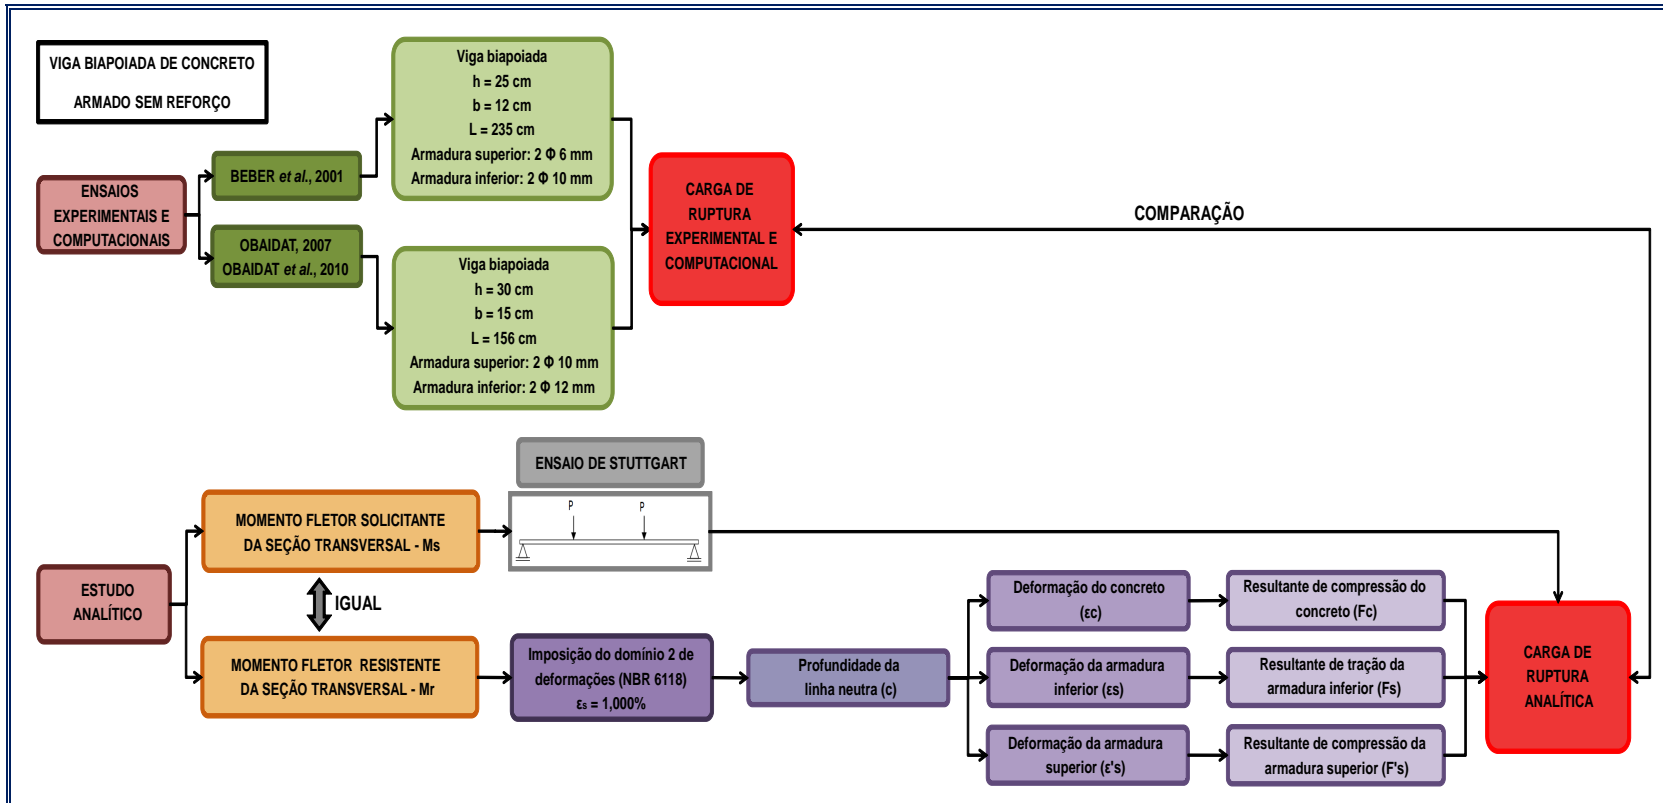 VIGA BIAPOIADA DE CONCRETO
ARMADO SEM REFORÇO
ENSAIOS
EXPERIMENTAIS E
COMPUTACIONAIS
BEBER et al., 2001
OBAIDAT, 2007
OBAIDAT et al., 2010
Viga biapoiada
h = 25 cm
b = 12 cm
L = 235 cm
Armadura superior: 2 Φ 6 mm
Armadura inferior: 2 Φ 10 mm
Viga biapoiada
h = 30 cm
b = 15 cm
L = 156 cm
Armadura superior: 2 Φ 10 mm
Armadura inferior: 2 Φ 12 mm
CARGA DE
RUPTURA
EXPERIMENTAL E
COMPUTACIONAL
COMPARAÇÃO
ESTUDO
ANALÍTICO
MOMENTO FLETOR SOLICITANTE
DA SEÇÃO TRANSVERSAL - Ms
IGUAL
MOMENTO FLETOR RESISTENTE
DA SEÇÃO TRANSVERSAL - Mr
ENSAIO DE STUTTGART
P P
Imposição do domínio 2 de
deformações (NBR 6118)
εs = 1,000%
Profundidade da
linha neutra (c)
Deformação do concreto
(εc)
Deformação da armadura
inferior (εs)
Deformação da armadura
superior (ε's)
Resultante de compressão do
concreto (Fc)
Resultante de tração da
armadura inferior (Fs)
Resultante de compressão da
armadura superior (F's)
CARGA DE
RUPTURA
ANALÍTICA